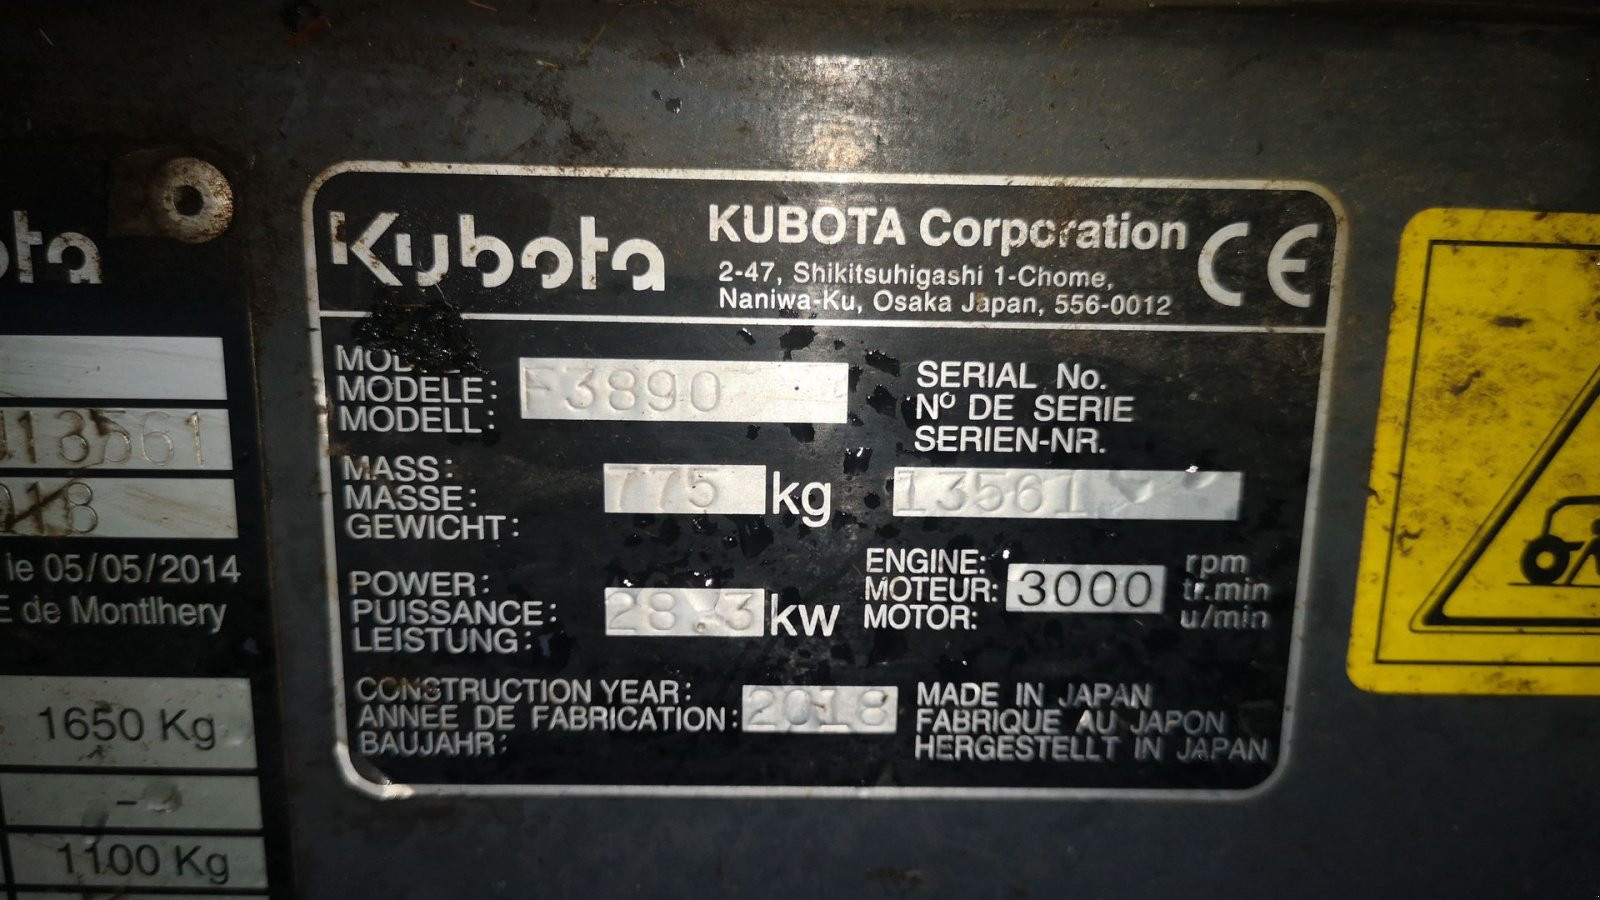 Kubota
KUBOTA Corporation
2-47, Shikitsuhigashi 1-Chome,
Naniwa-Ku, Osaka Japan, 556-0012
CE
MODELE:
MODELL:
F3890
SERIAL No.
Nº DE SERIE
SERIEN-NR.
13561
MASS:
MASSE:
GEWICHT:
775 kg
POWER:
PUISSANCE:
LEISTUNG:
28.3 kw
ENGINE:
MOTEUR:
MOTOR:
3000
rpm
tr.min
u/min
CONSTRUCTION YEAR:
ANNEE DE FABRICATION:
BAUJAHR:
2018
MADE IN JAPAN
FABRIQUE AU JAPON
HERGESTELLT IN JAPAN
13561
le 05/05/2014
de Montlhery
1650 Kg
-
1100 Kg